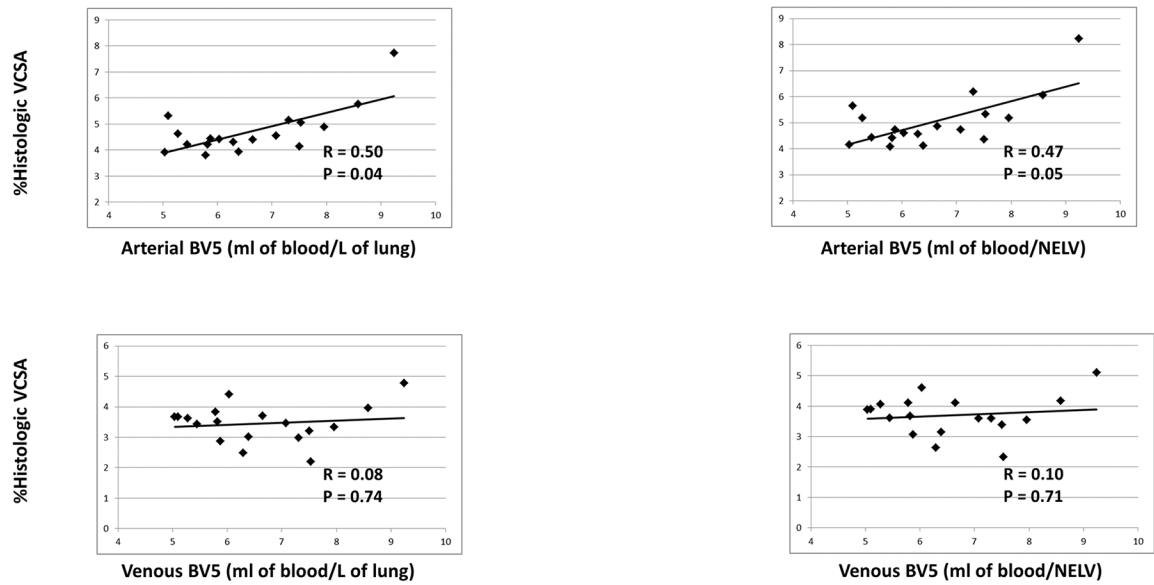 %Histologic VCSA
9
8
7
6
5
4
3
2
4 5 6 7 8 9 10
R = 0.50
P = 0.04
Arterial BV5 (ml of blood/L of lung)
9
8
7
6
5
4
3
2
4 5 6 7 8 9 10
R = 0.47
P = 0.05
Arterial BV5 (ml of blood/NELV)
%Histologic VCSA
6
5
4
3
2
1
0
4 5 6 7 8 9 10
R = 0.08
P = 0.74
Venous BV5 (ml of blood/L of lung)
6
5
4
3
2
1
0
4 5 6 7 8 9 10
R = 0.10
P = 0.71
Venous BV5 (ml of blood/NELV)